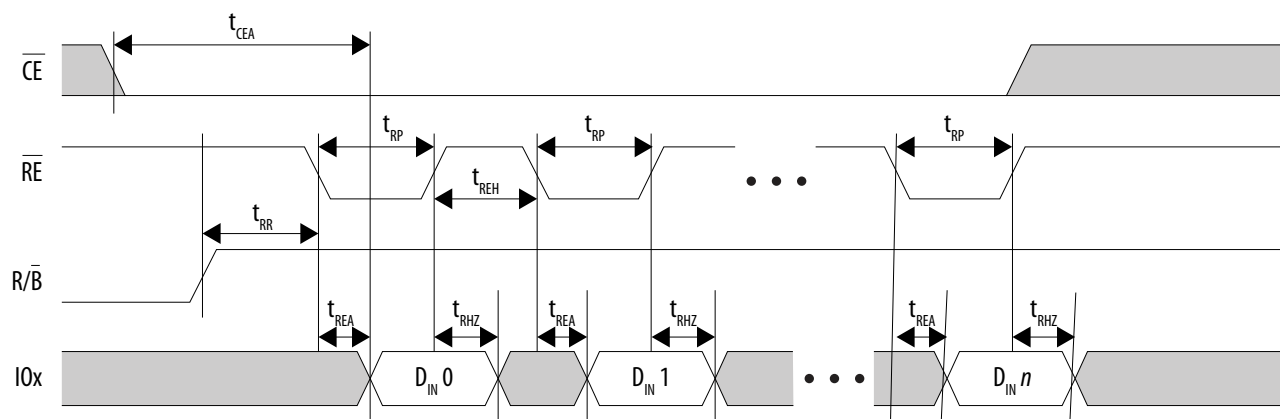 tCEA
CE
tRP tRP tRP
RE
tREH
tRR
R/B̅
tREA tRHZ tREA tRHZ tREA tRHZ
IOx
DIN 0 DIN 1 DIN n